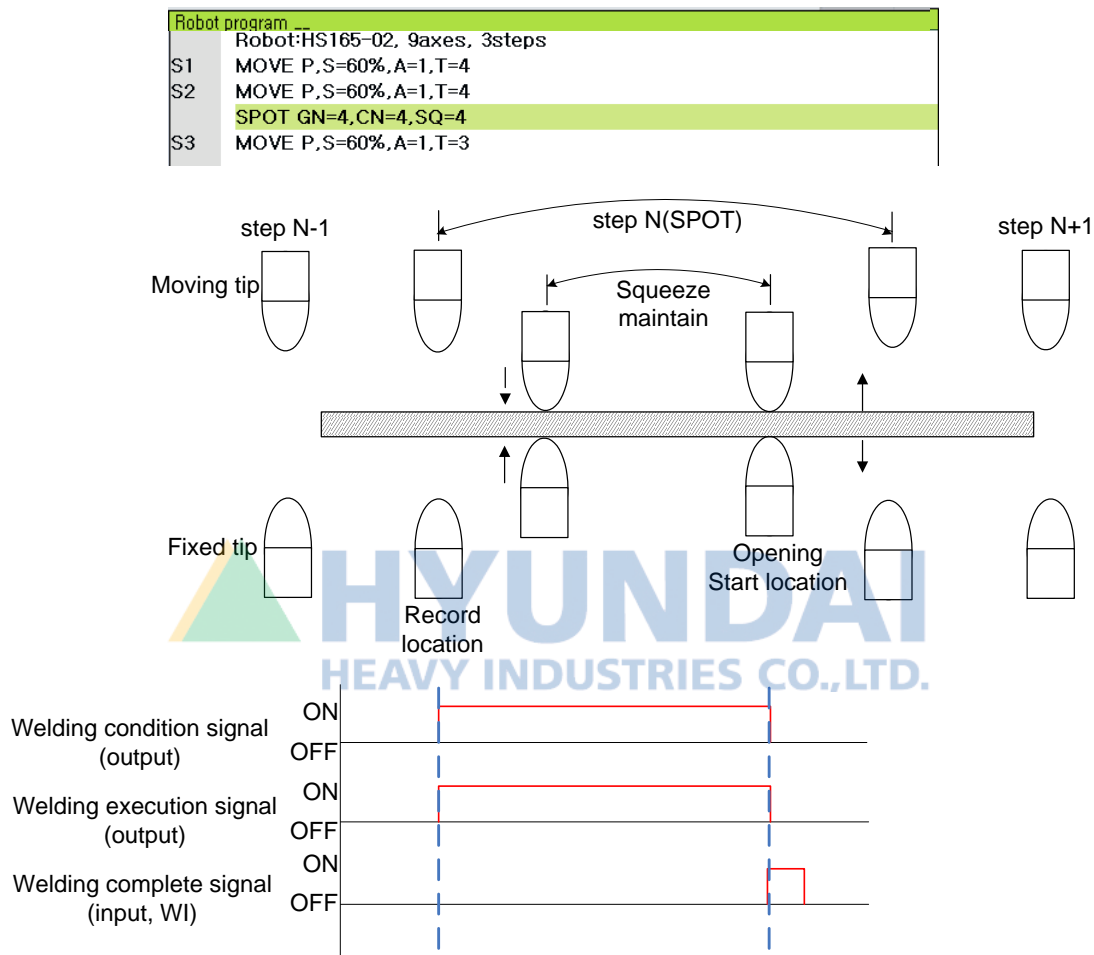 Robot program __
Robot:HS165-02, 9axes, 3steps
S1 MOVE P,S=60%,A=1,T=4
S2 MOVE P,S=60%,A=1,T=4
SPOT GN=4,CN=4,SQ=4
S3 MOVE P,S=60%,A=1,T=3
step N-1
step N(SPOT)
step N+1
Moving tip
Squeeze
maintain
Fixed tip
Opening
Start location
Record
location
HYUNDAI
HEAVY INDUSTRIES CO.,LTD.
Welding condition signal
(output)
ON
OFF
Welding execution signal
(output)
ON
OFF
Welding complete signal
(input, WI)
ON
OFF